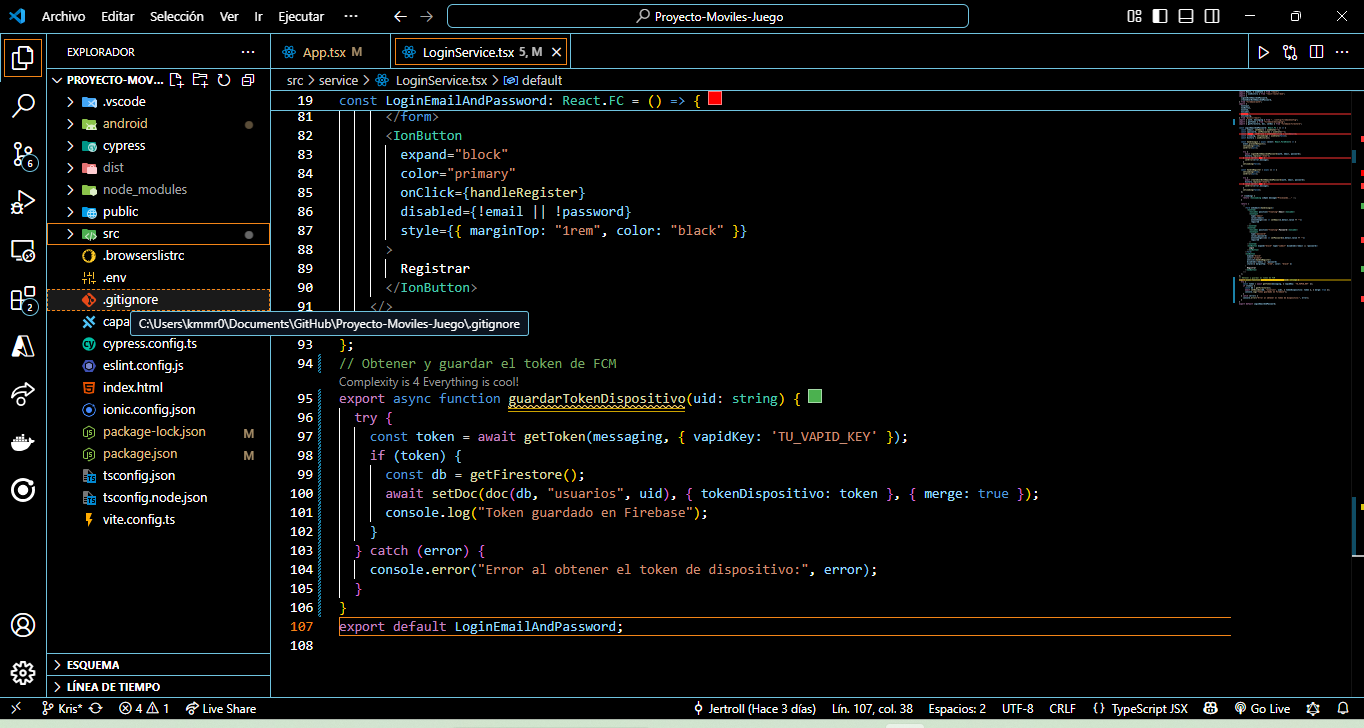 Archivo Editar Selección Ver Ir Ejecutar ··· Proyecto-Moviles-Juego
EXPLORADOR ···
PROYECTO-MOV...
.vscode
android
cypress
dist
node_modules
public
src
.browserslistrc
.env
.gitignore
capa
C:\Users\kmmr0\Documents\GitHub\Proyecto-Moviles-Juego\.gitignore
cypress.config.ts
eslint.config.js
index.html
ionic.config.json
package-lock.json M
package.json M
tsconfig.json
tsconfig.node.json
vite.config.ts
ESQUEMA
LÍNEA DE TIEMPO
6
2
App.tsx M
LoginService.tsx 5, M
src > service > LoginService.tsx > default
19 const LoginEmailAndPassword: React.FC = () => {
81 </form>
82 <IonButton
83 expand="block"
84 color="primary"
85 onClick={handleRegister}
86 disabled={!email || !password}
87 style={{ marginTop: "1rem", color: "black" }}
88 >
89 Registrar
90 </IonButton>
91 </>
93 };
94 // Obtener y guardar el token de FCM
Complexity is 4 Everything is cool!
95 export async function guardarTokenDispositivo(uid: string) {
96 try {
97 const token = await getToken(messaging, { vapidKey: 'TU_VAPID_KEY' });
98 if (token) {
99 const db = getFirestore();
100 await setDoc(doc(db, "usuarios", uid), { tokenDispositivo: token }, { merge: true });
101 console.log("Token guardado en Firebase");
102 }
103 } catch (error) {
104 console.error("Error al obtener el token de dispositivo:", error);
105 }
106 }
107 export default LoginEmailAndPassword;
108
Kris* 4 1 Live Share Jertroll (Hace 3 días) Lín. 107, col. 38 Espacios: 2 UTF-8 CRLF {} TypeScript JSX Go Live